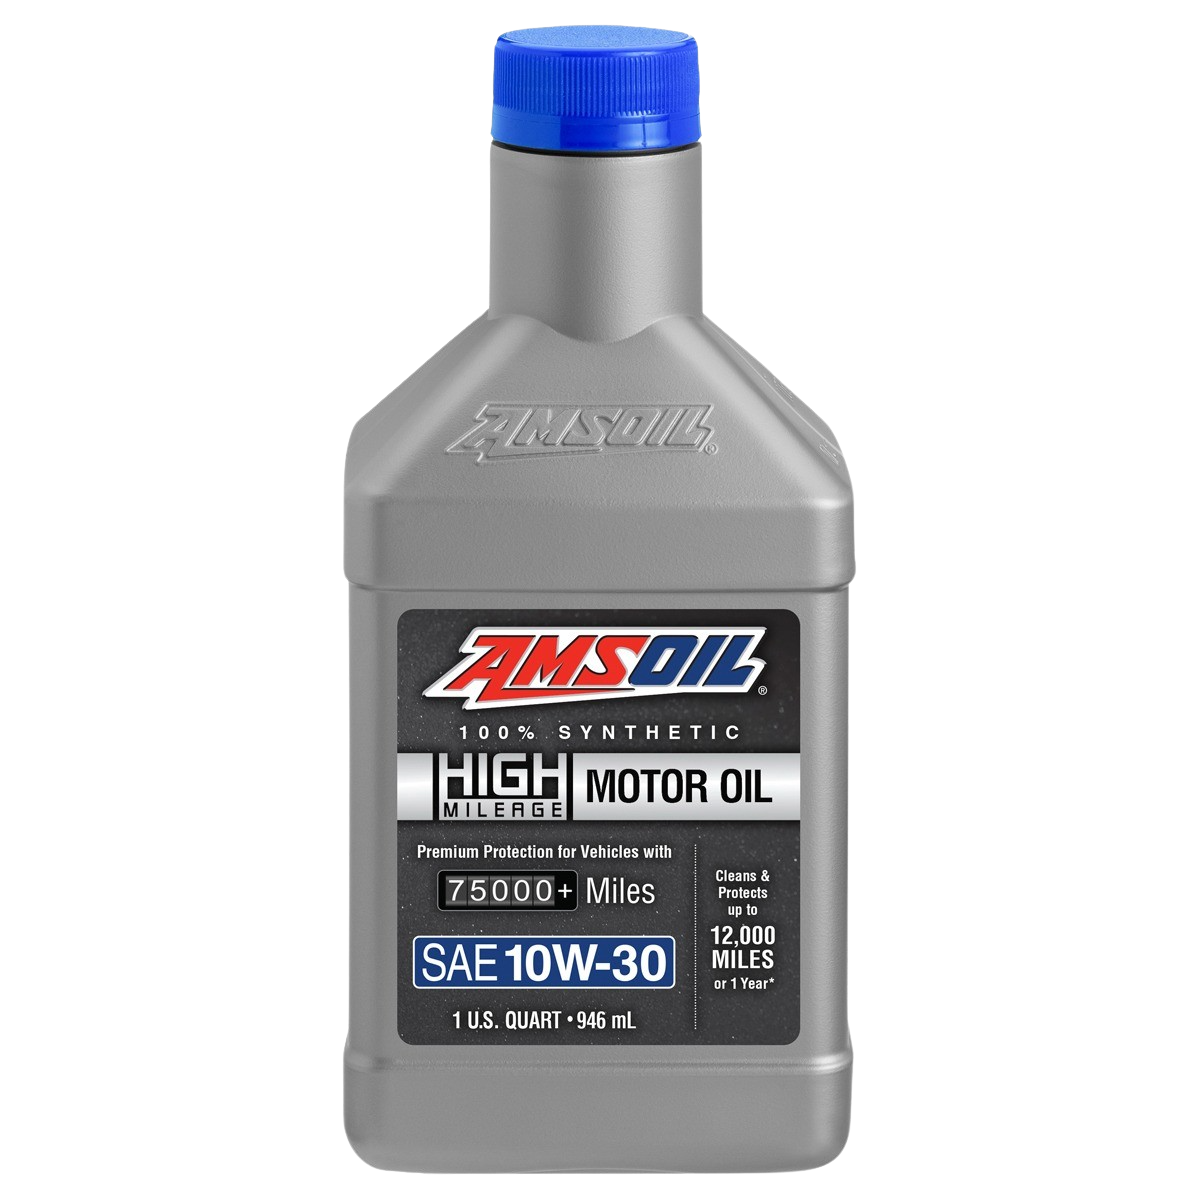 AMSOIL®
AMSOIL®
100% SYNTHETIC
HIGH MILEAGE MOTOR OIL
Premium Protection for Vehicles with
75000+ Miles
SAE 10W-30
1 U.S. QUART • 946 mL
Cleans &
Protects
up to
12,000
MILES
or 1 Year*